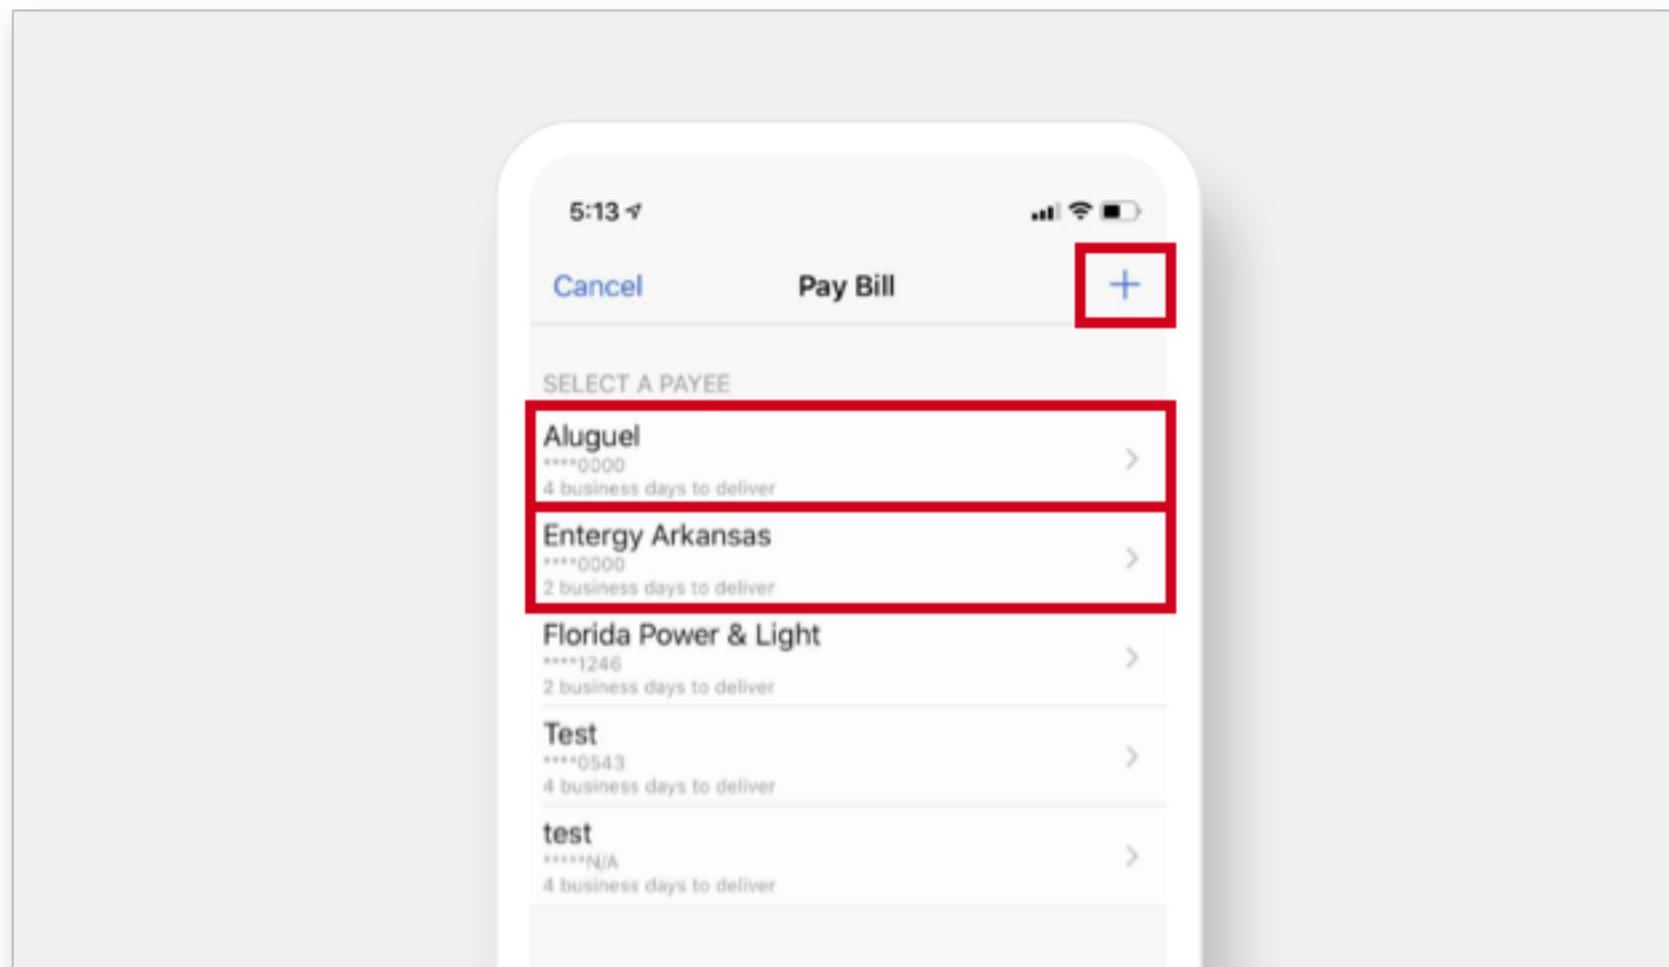 5:13
Cancel
Pay Bill
+
SELECT A PAYEE
Aluguel
****0000
4 business days to deliver
Entergy Arkansas
****0000
2 business days to deliver
Florida Power & Light
****1246
2 business days to deliver
Test
****0543
4 business days to deliver
test
*****N/A
4 business days to deliver